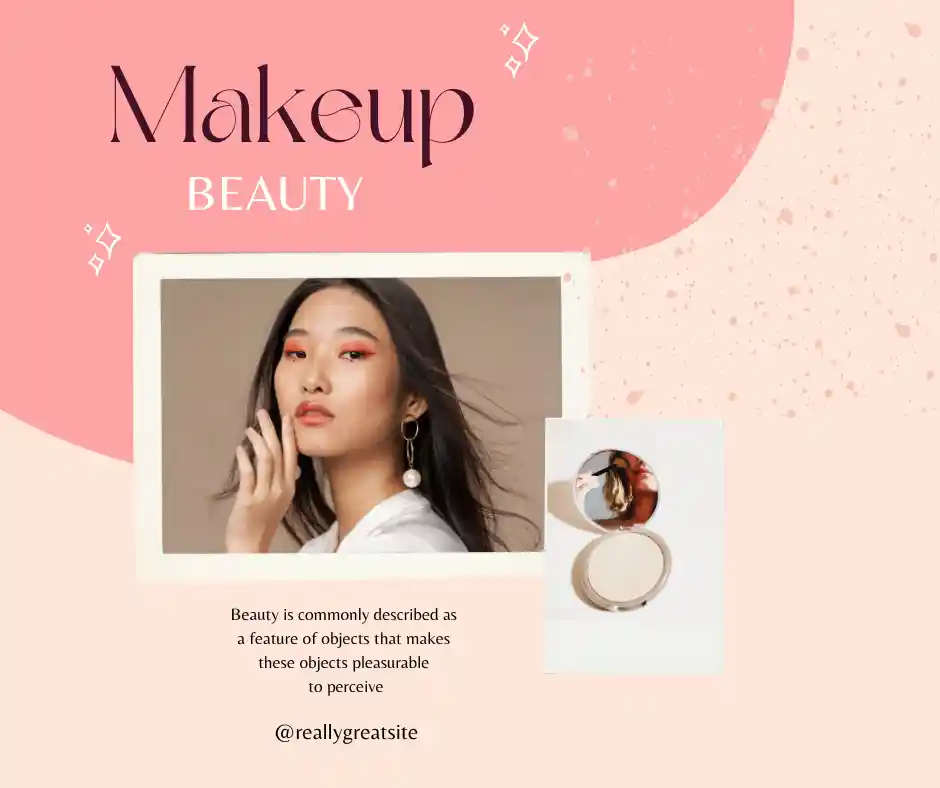 Makeup
BEAUTY
Beauty is commonly described as
a feature of objects that makes
these objects pleasurable
to perceive
@reallygreatsite